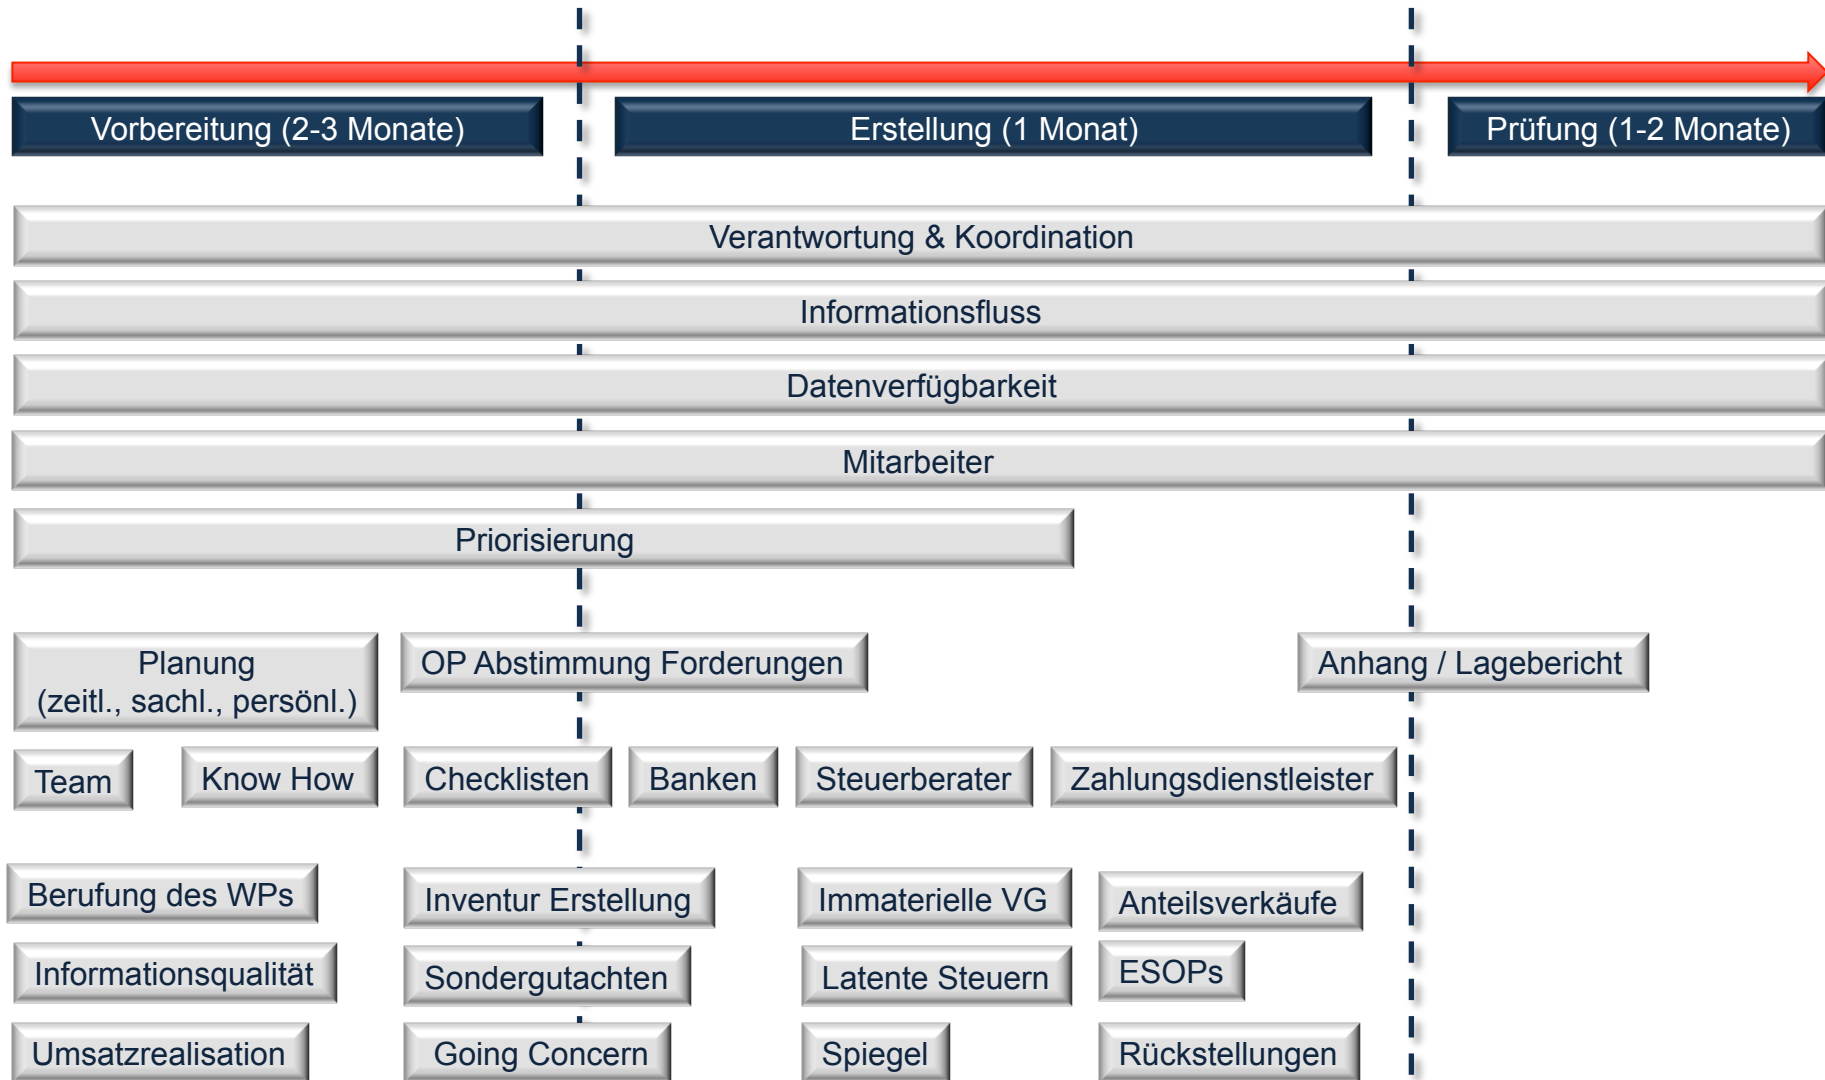 Vorbereitung (2-3 Monate)
Erstellung (1 Monat)
Prüfung (1-2 Monate)
Verantwortung & Koordination
Informationsfluss
Datenverfügbarkeit
Mitarbeiter
Priorisierung
Planung
(zeitl., sachl., persönl.)
OP Abstimmung Forderungen
Anhang / Lagebericht
Team
Know How
Checklisten
Banken
Steuerberater
Zahlungsdienstleister
Berufung des WPs
Inventur Erstellung
Immaterielle VG
Anteilsverkäufe
Informationsqualität
Sondergutachten
Latente Steuern
ESOPs
Umsatzrealisation
Going Concern
Spiegel
Rückstellungen